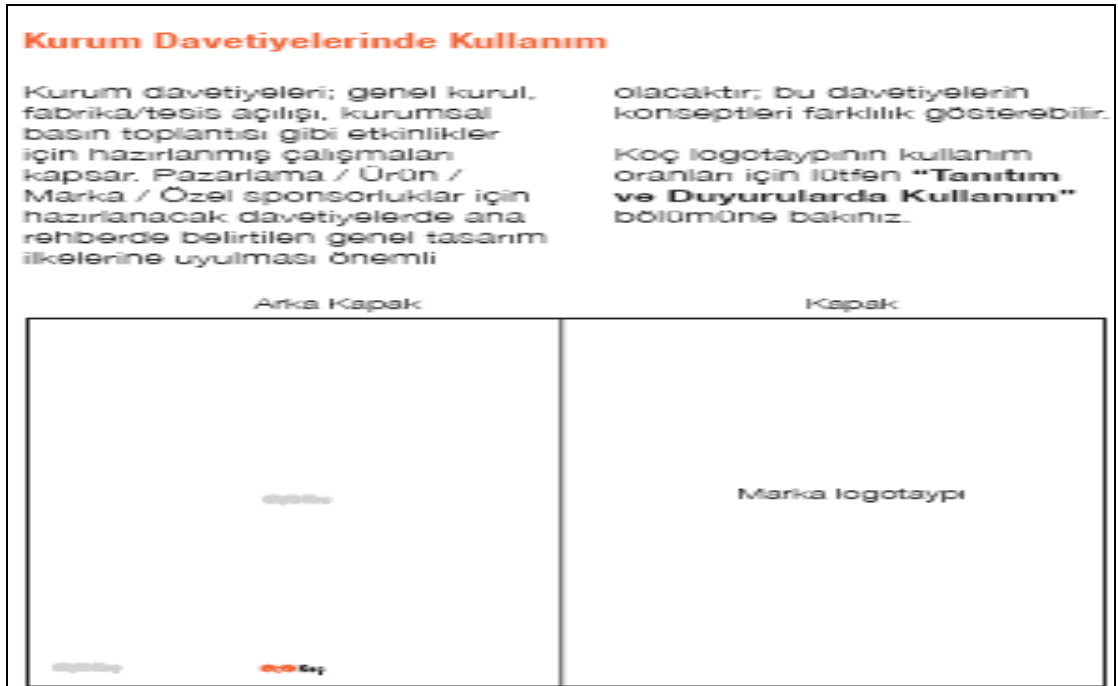 Kurum Davetiyelerinde Kullanım
Kurum davetiyeleri; genel kurul,
fabrika/tesis açılışı, kurumsal
basın toplantısı gibi etkinlikler
için hazırlanmış çalışmaları
kapsar. Pazarlama / Ürün /
Marka / Özel sponsorluklar için
hazırlanacak davetiyelerde ana
rehberde belirtilen genel tasarım
ilkelerine uyulması önemli
olacaktır; bu davetiyelerin
konseptleri farklılık gösterebilir.
Koç logotaypının kullanım
oranları için lütfen “Tanıtım
ve Duyurularda Kullanım”
bölümüne bakınız.
Arka Kapak
Kapak
Marka logotaypı
Koç